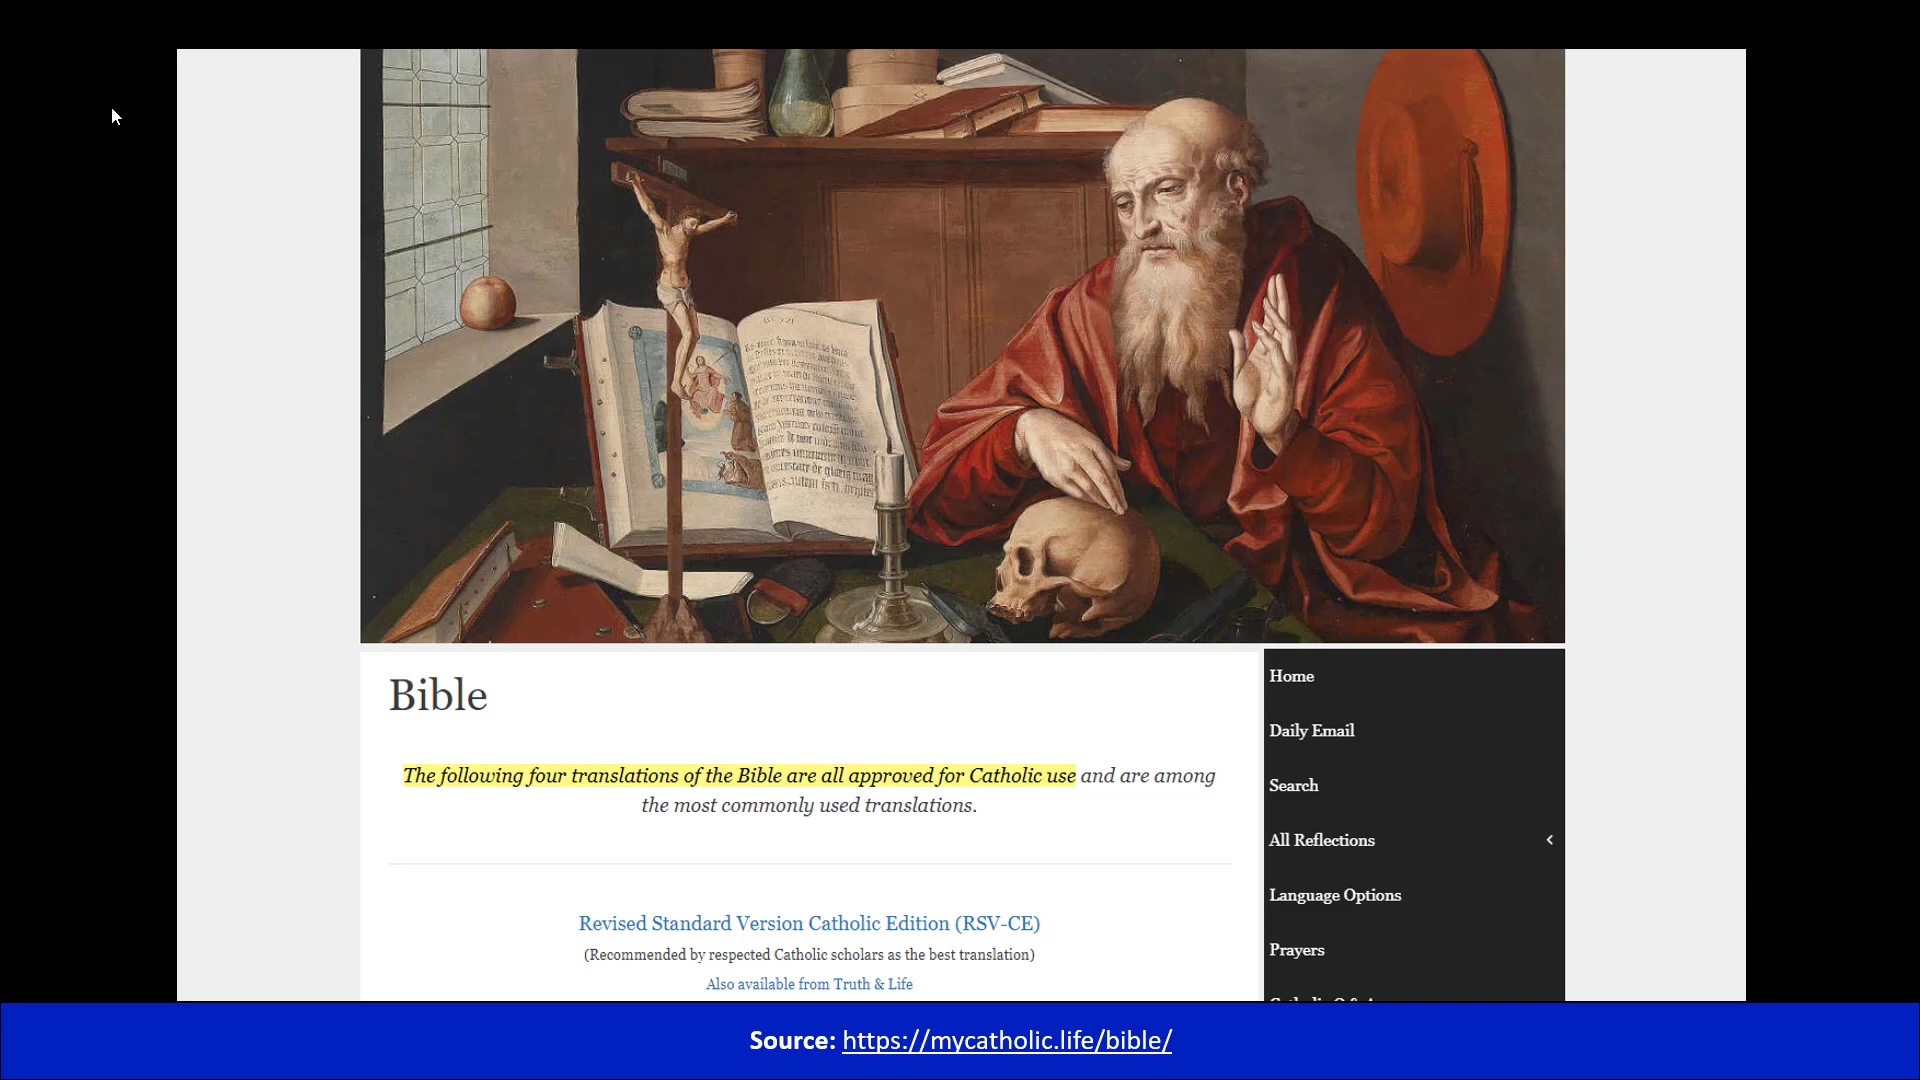 Bible
The following four translations of the Bible are all approved for Catholic use and are among
the most commonly used translations.
Revised Standard Version Catholic Edition (RSV-CE)
(Recommended by respected Catholic scholars as the best translation)
Also available from Truth & Life
Home
Daily Email
Search
All Reflections
Language Options
Prayers
Source: https://mycatholic.life/bible/